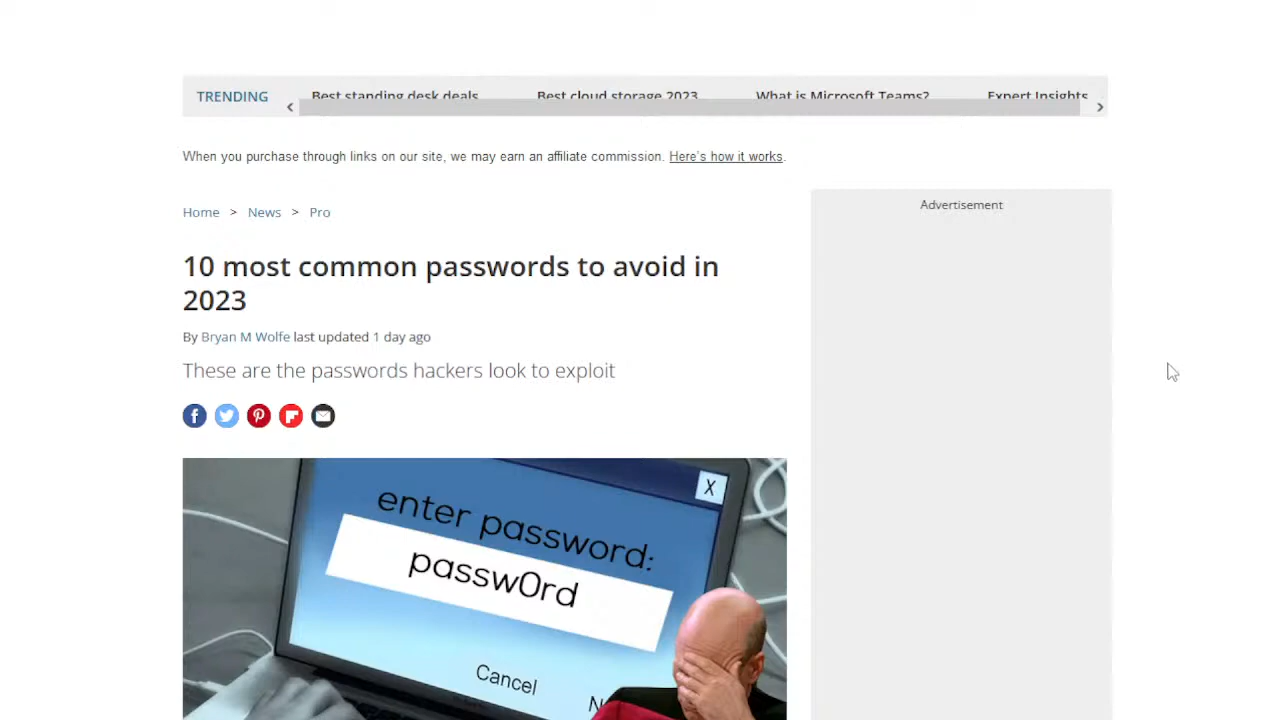 TRENDING Best standing desk deals Best cloud storage 2023 What is Microsoft Teams? Expert Insights
When you purchase through links on our site, we may earn an affiliate commission. Here's how it works.
Home > News > Pro
Advertisement
10 most common passwords to avoid in
2023
By Bryan M Wolfe last updated 1 day ago
These are the passwords hackers look to exploit
X
enter password:
passw0rd
Cancel